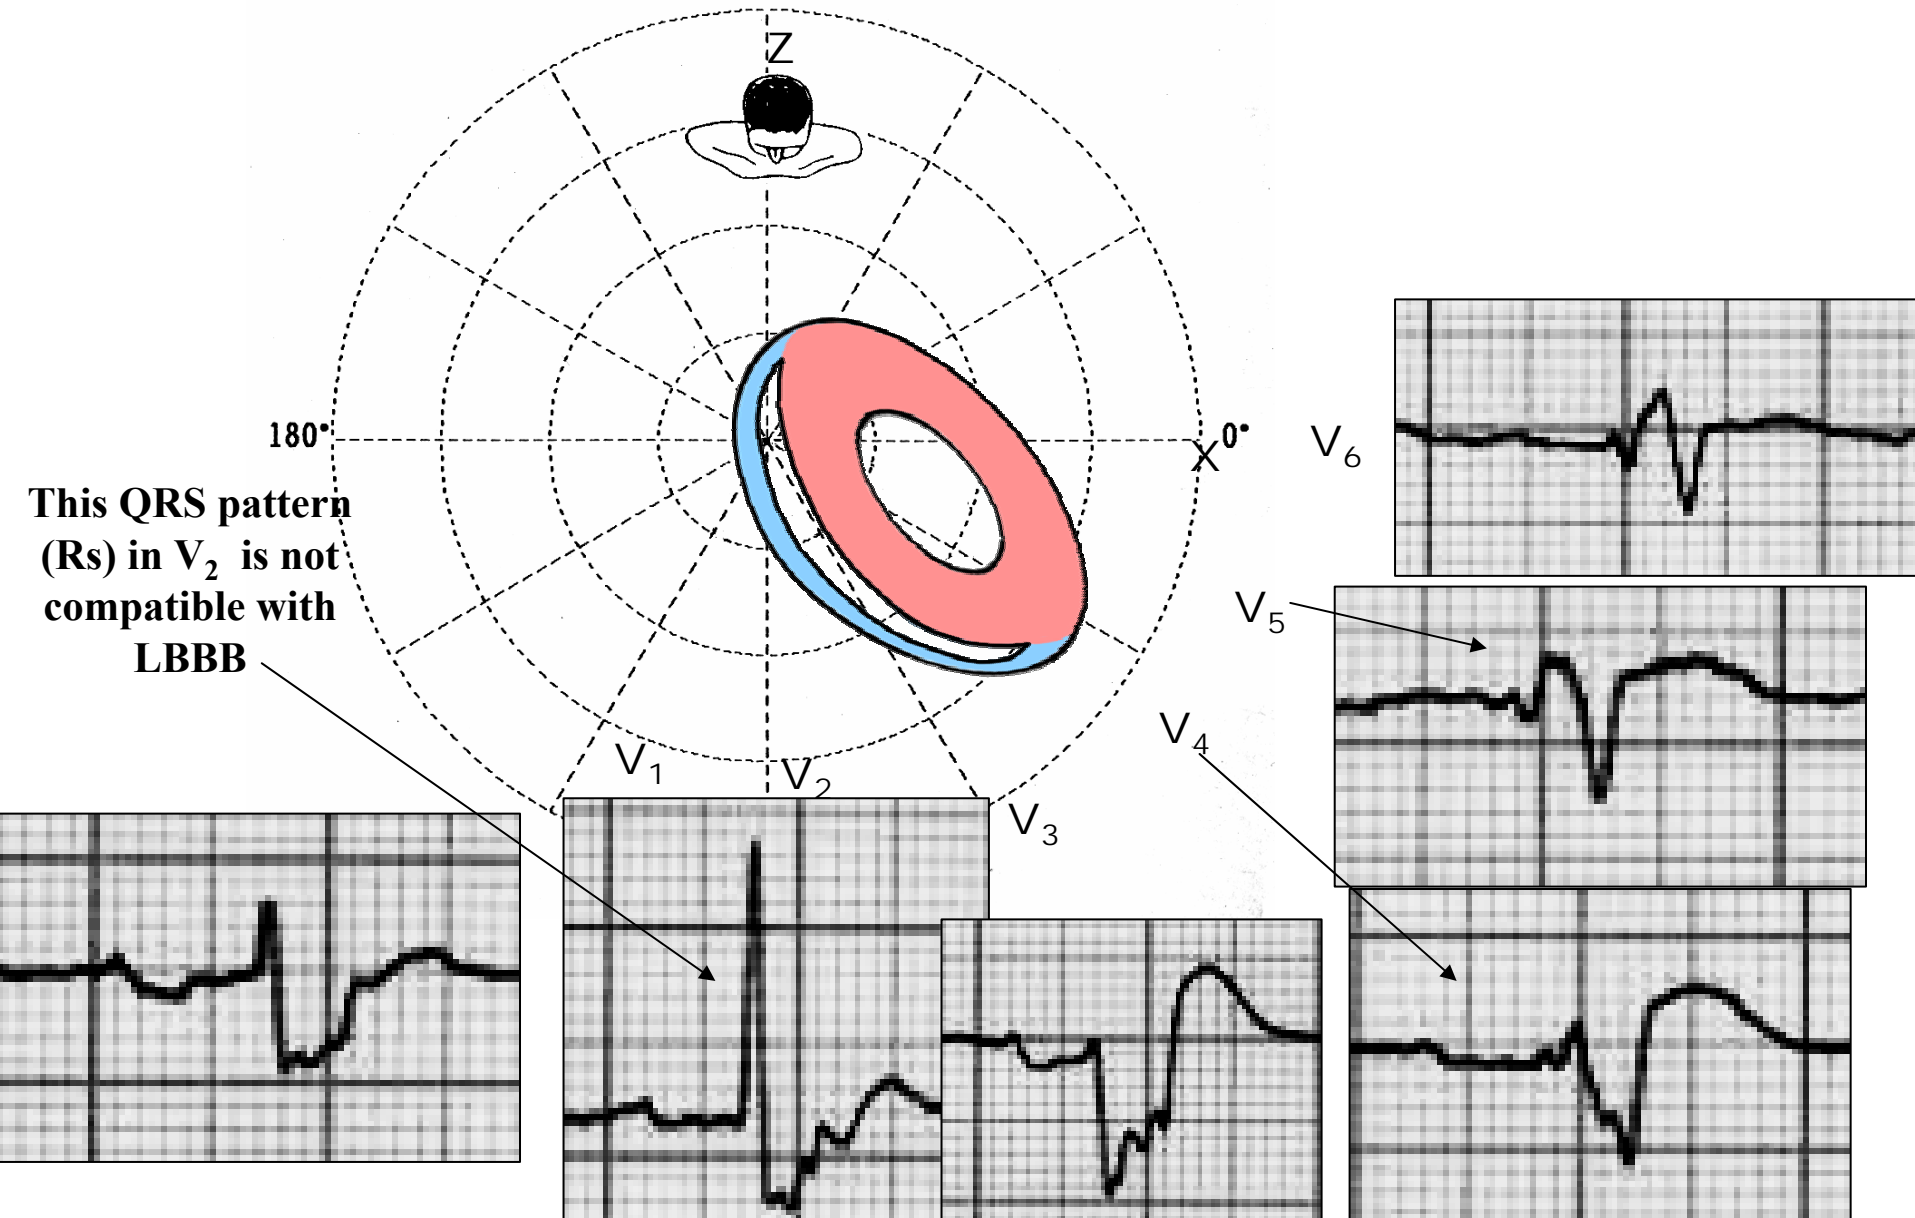 Z
180°
X 0°
V6
This QRS pattern
(Rs) in V2 is not
compatible with
LBBB
V5
V4
V1
V2
V3